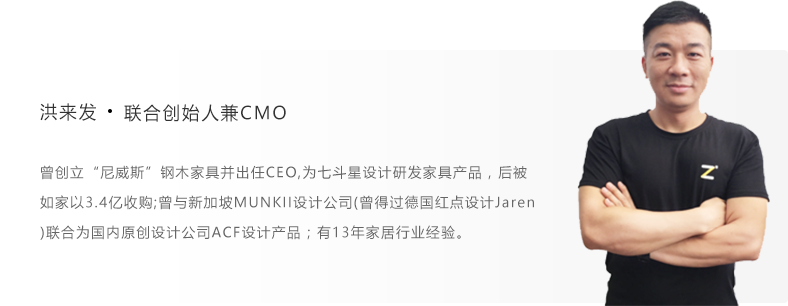 洪来发 · 联合创始人兼CMO
曾创立“尼威斯”钢木家具并出任CEO,为七斗星设计研发家具产品，后被
如家以3.4亿收购;曾与新加坡MUNKII设计公司(曾得过德国红点设计Jaren
)联合为国内原创设计公司ACF设计产品；有13年家居行业经验。
Z